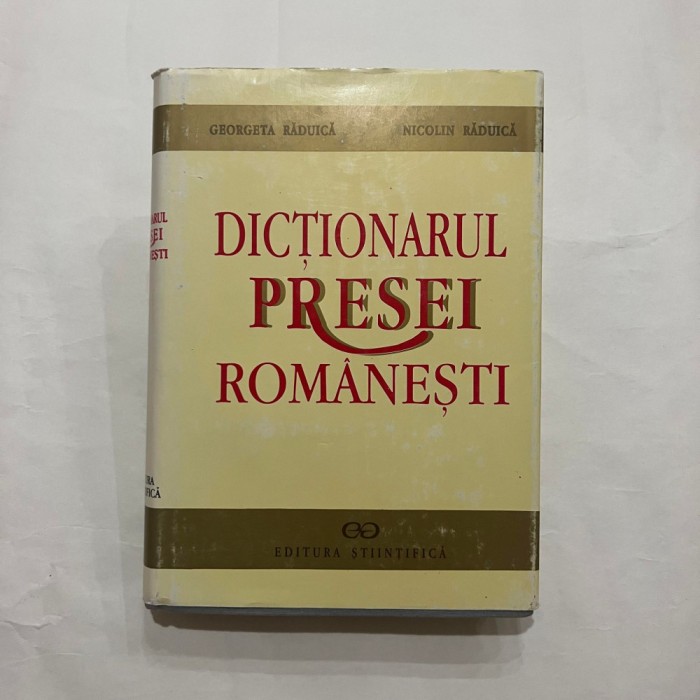 GEORGETA RĂDUICĂ NICOLIN RĂDUICĂ
DICȚIONARUL
PRESEI
ROMÂNEȘTI
EDITURA ȘTIINȚIFICĂ